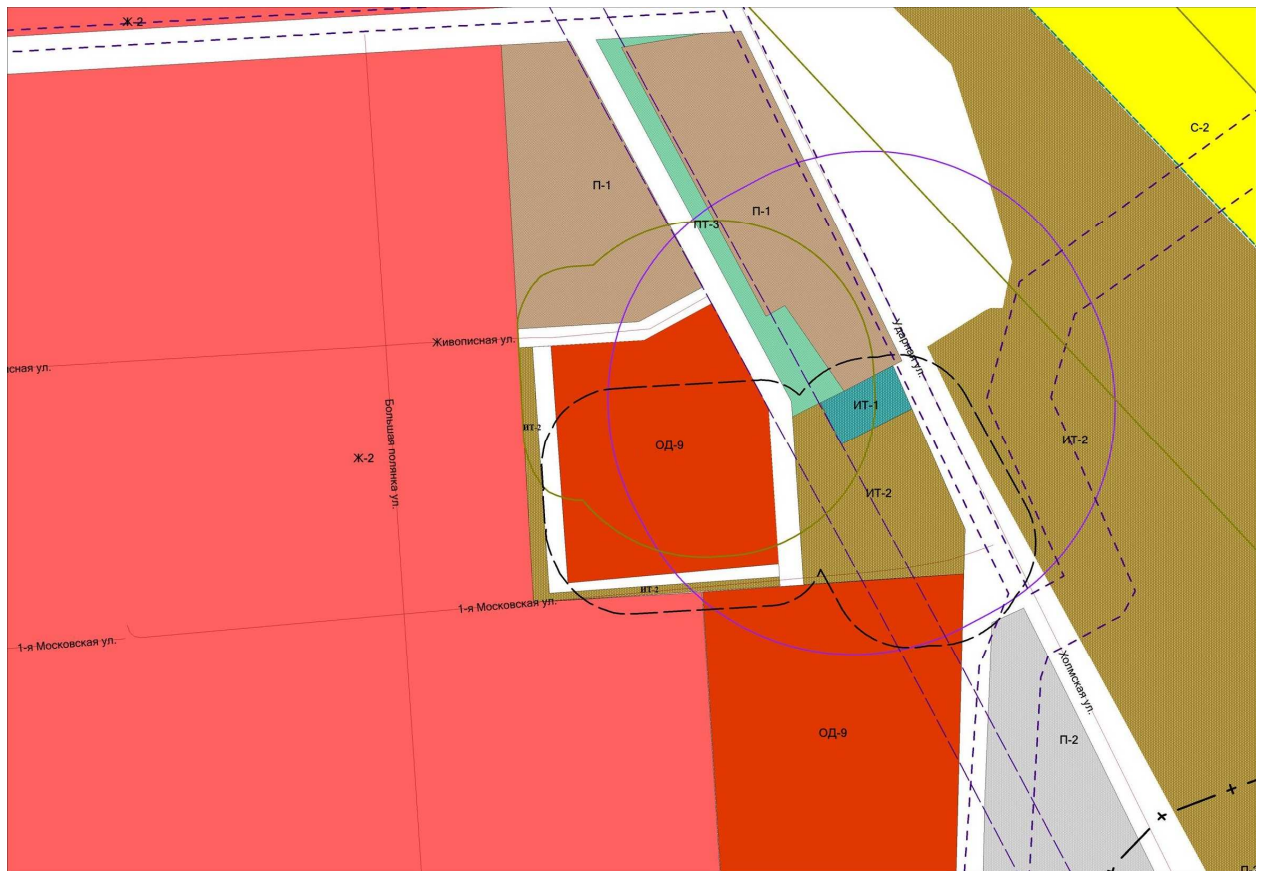 Ж-2
С-2
П-1
П-1
ПТ-3
Ударная ул.
Живописная ул.
сная ул.
ИТ-1
Большая полянка ул.
ИТ-2
ИТ-2
ОД-9
Ж-2
ИТ-2
ИТ-2
1-я Московская ул.
1-я Московская ул.
Холмская ул.
ОД-9
П-2